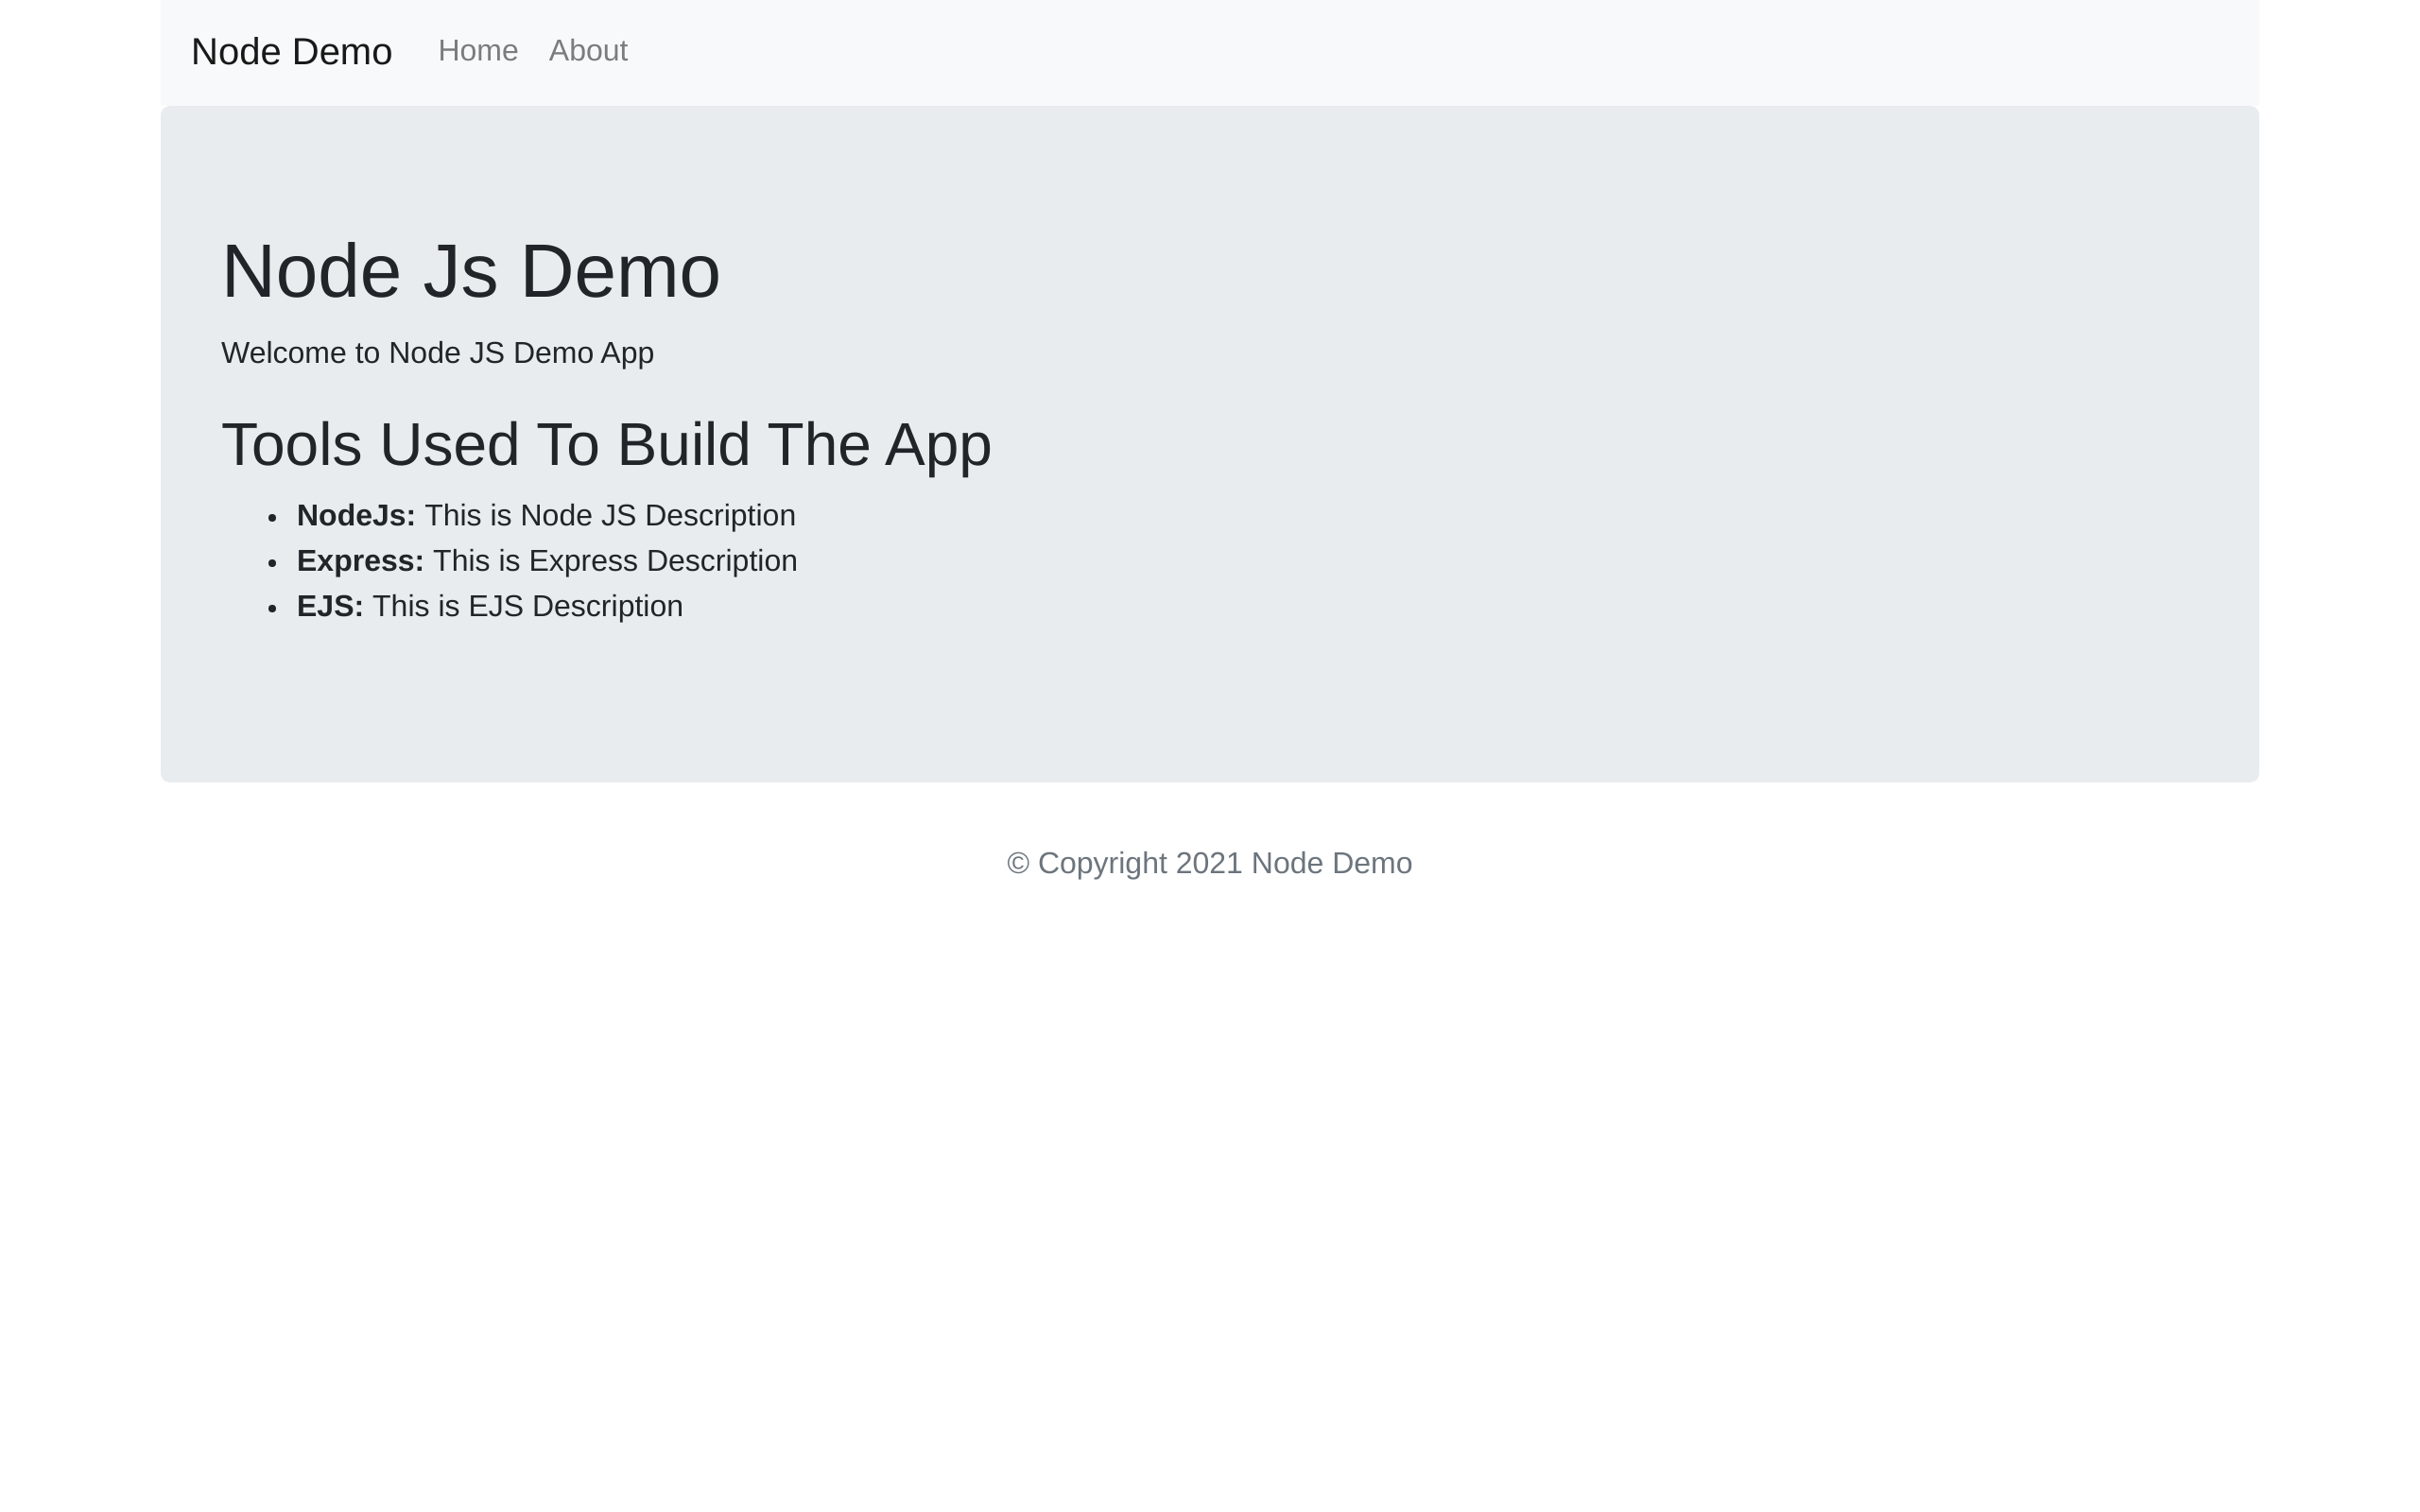 Node Demo Home About
Node Js Demo
Welcome to Node JS Demo App
Tools Used To Build The App
• NodeJs: This is Node JS Description
• Express: This is Express Description
• EJS: This is EJS Description
© Copyright 2021 Node Demo